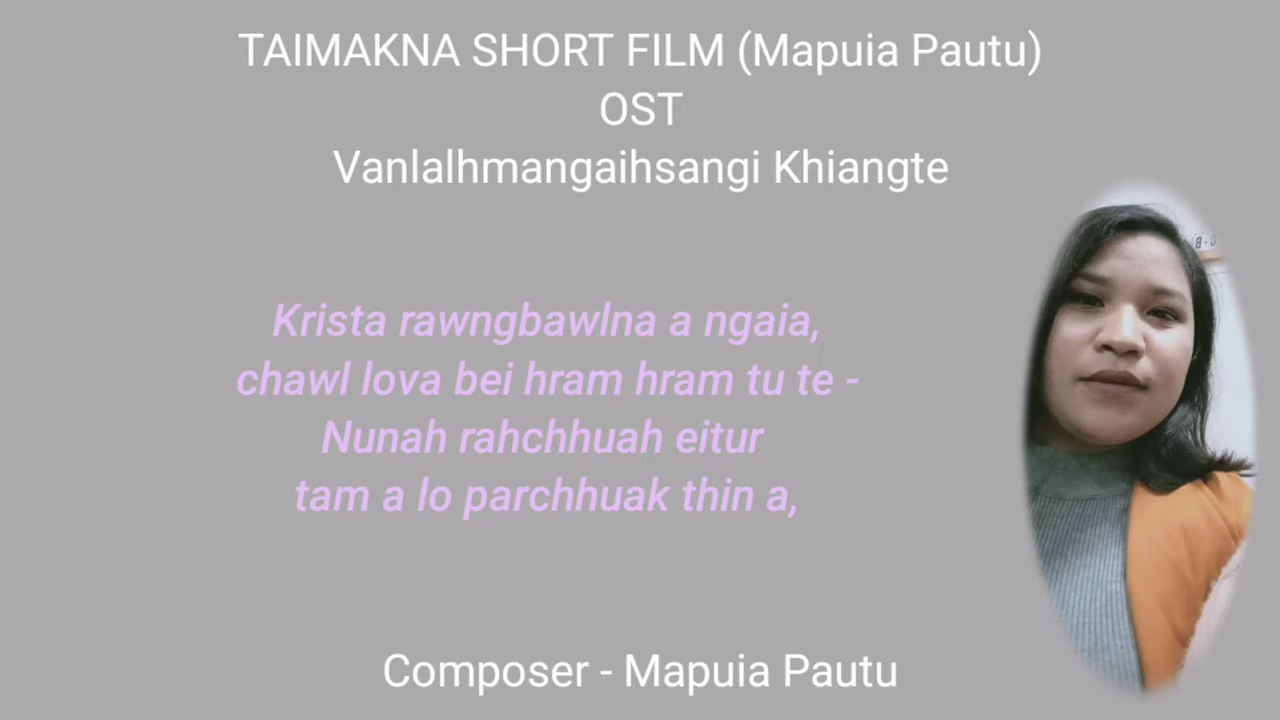 TAIMAKNA SHORT FILM (Mapuia Pautu)
OST
Vanlalhmangaihsangi Khiangte
Krista rawngbawlna a ngaia,
chawl lova bei hram hram tu te -
Nunah rahchhuah eitur
tam a lo parchhuak thin a,
Composer - Mapuia Pautu